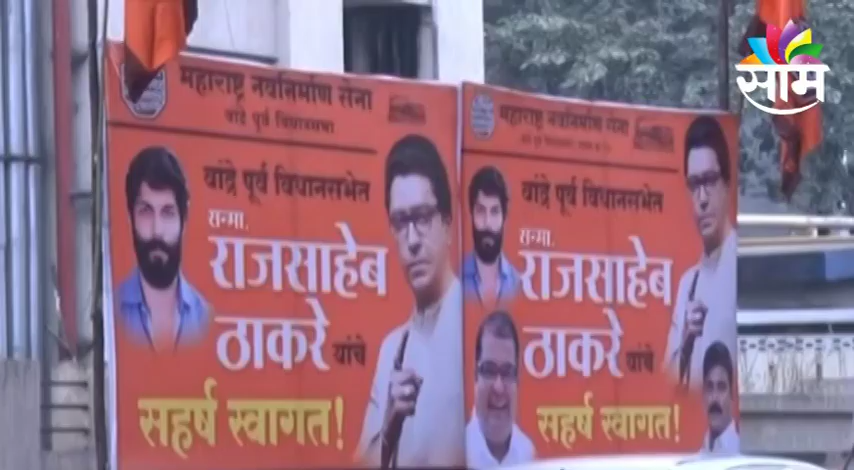 साम
महाराष्ट्र नवनिर्माण सेना
वांद्रे पूर्व विधानसभा
वांद्रे पूर्व विधानसभेत
सन्मा.
राजसाहेब
ठाकरे यांचे
सहर्ष स्वागत!
महाराष्ट्र नवनिर्माण सेना
वांद्रे पूर्व विधानसभेत
सन्मा.
राजसाहेब
ठाकरे यांचे
सहर्ष स्वागत!